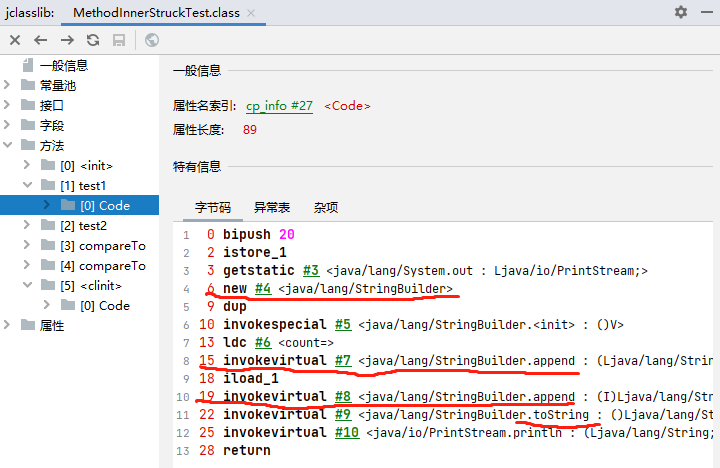 jclasslib: MethodInnerStruckTest.class
一般信息
常量池
接口
字段
方法
[0] <init>
[1] test1
[0] Code
[2] test2
[3] compareTo
[4] compareTo
[5] <clinit>
[0] Code
属性
一般信息
属性名索引: cp_info #27 <Code>
属性长度: 89
特有信息
字节码 异常表 杂项
1 0 bipush 20
2 2 istore_1
3 3 getstatic #3 <java/lang/System.out : Ljava/io/PrintStream;>
4 6 new #4 <java/lang/StringBuilder>
5 9 dup
6 10 invokespecial #5 <java/lang/StringBuilder.<init> : ()V>
7 13 ldc #6 <count=>
8 15 invokevirtual #7 <java/lang/StringBuilder.append : (Ljava/lang/Strin
9 18 iload_1
10 19 invokevirtual #8 <java/lang/StringBuilder.append : (I)Ljava/lang/Str
11 22 invokevirtual #9 <java/lang/StringBuilder.toString : ()Ljava/lang/St
12 25 invokevirtual #10 <java/io/PrintStream.println : (Ljava/lang/String;
13 28 return